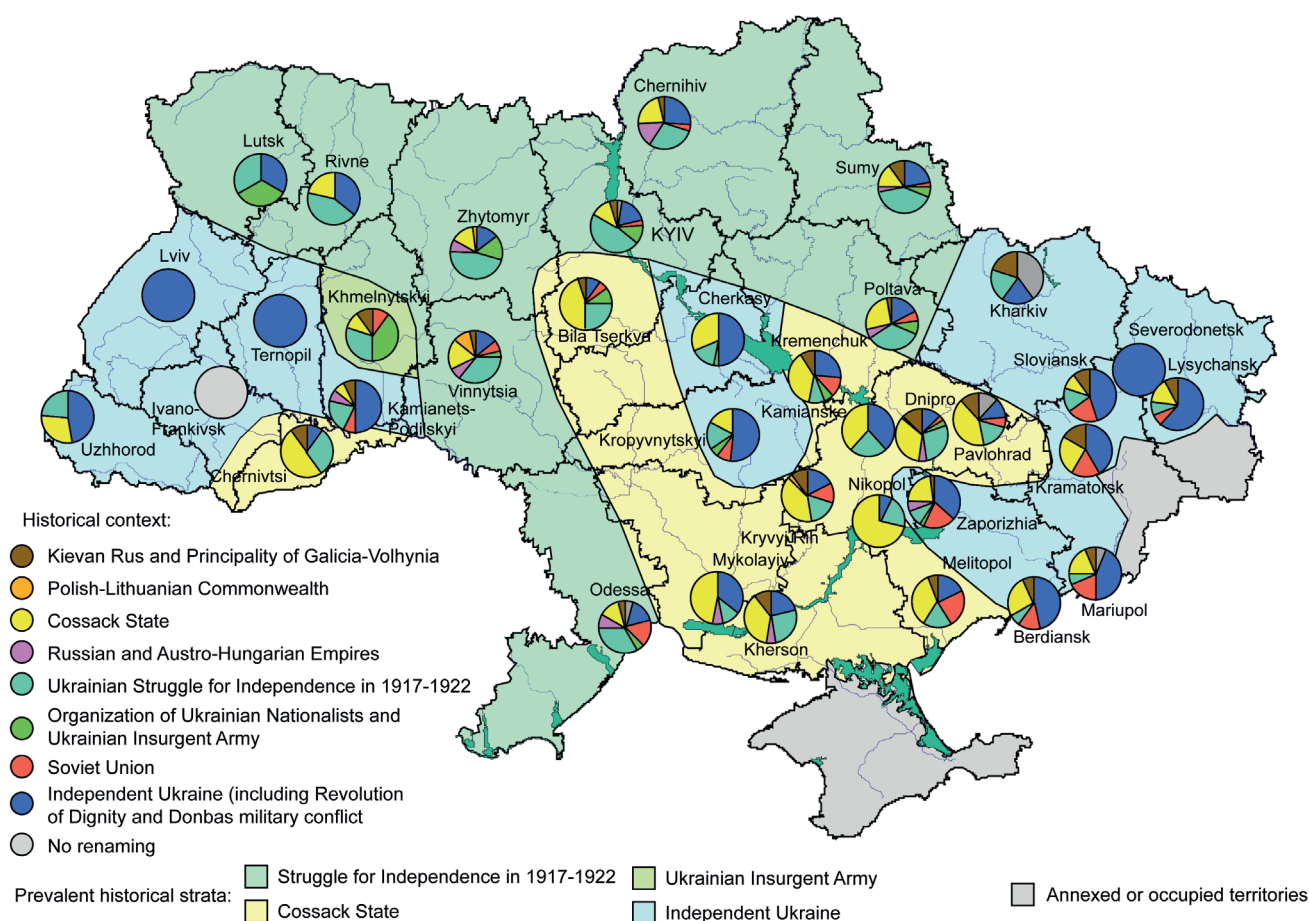 Chernihiv
Lutsk
Rivne
Sumy
Zhytomyr
KYIV
Lviv
Khmelnytskyi
Cherkasy
Poltava
Kharkiv
Bila Tserkva
Kremenchuk
Severodonetsk
Ternopil
Vinnytsia
Sloviansk
Lysychansk
Ivano-
Frankivsk
Kamianets-
Podilskyi
Kamianske
Dnipro
Uzhhorod
Kropyvnytskyi
Pavlohrad
Chernivtsi
Nikopol
Kramatorsk
Zaporizhia
Kryvyi Rih
Mykolayiv
Melitopol
Odessa
Mariupol
Kherson
Berdiansk
Historical context:
Kievan Rus and Principality of Galicia-Volhynia
Polish-Lithuanian Commonwealth
Cossack State
Russian and Austro-Hungarian Empires
Ukrainian Struggle for Independence in 1917-1922
Organization of Ukrainian Nationalists and
Ukrainian Insurgent Army
Soviet Union
Independent Ukraine (including Revolution
of Dignity and Donbas military conflict
No renaming
Prevalent historical strata:
Struggle for Independence in 1917-1922
Cossack State
Ukrainian Insurgent Army
Independent Ukraine
Annexed or occupied territories